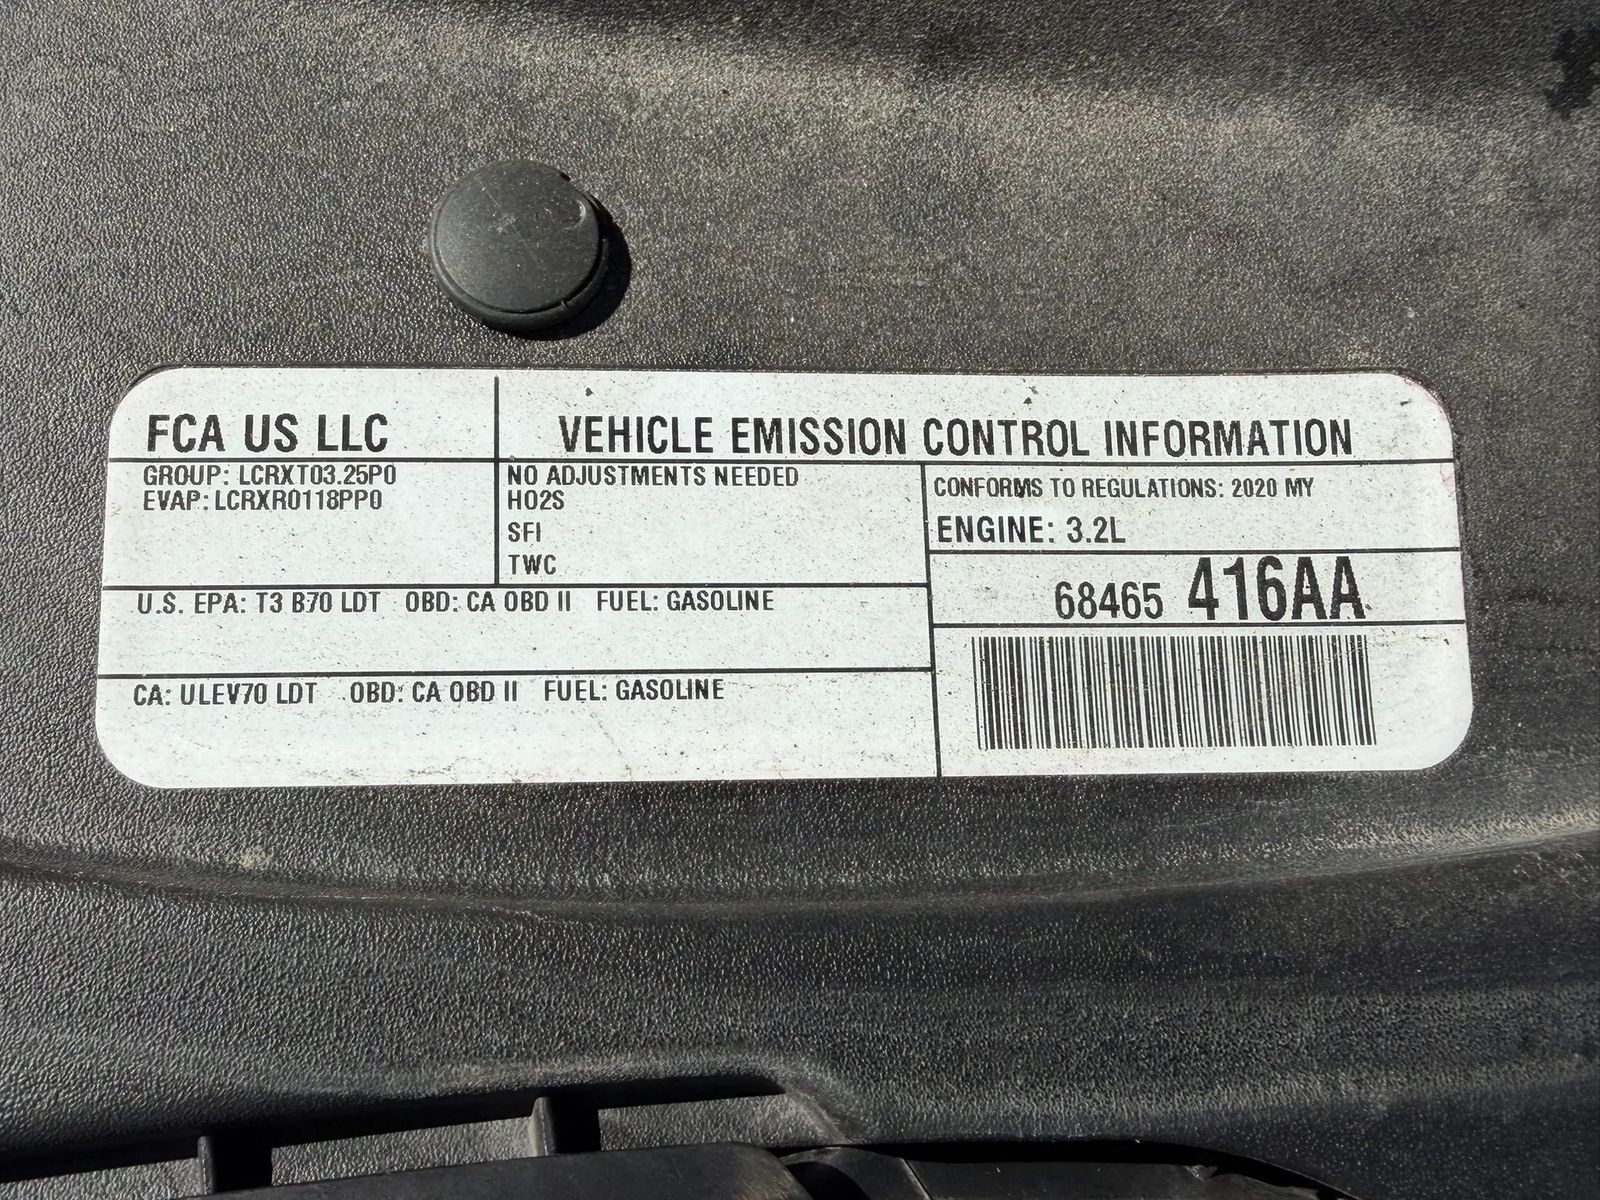 FCA US LLC
VEHICLE EMISSION CONTROL INFORMATION
GROUP: LCRXT03.25P0
EVAP: LCRXR0118PP0
NO ADJUSTMENTS NEEDED
HO2S
SFI
TWC
CONFORMS TO REGULATIONS: 2020 MY
ENGINE: 3.2L
68465 416AA
U.S. EPA: T3 B70 LDT OBD: CA OBD II FUEL: GASOLINE
CA: ULEV70 LDT OBD: CA OBD II FUEL: GASOLINE